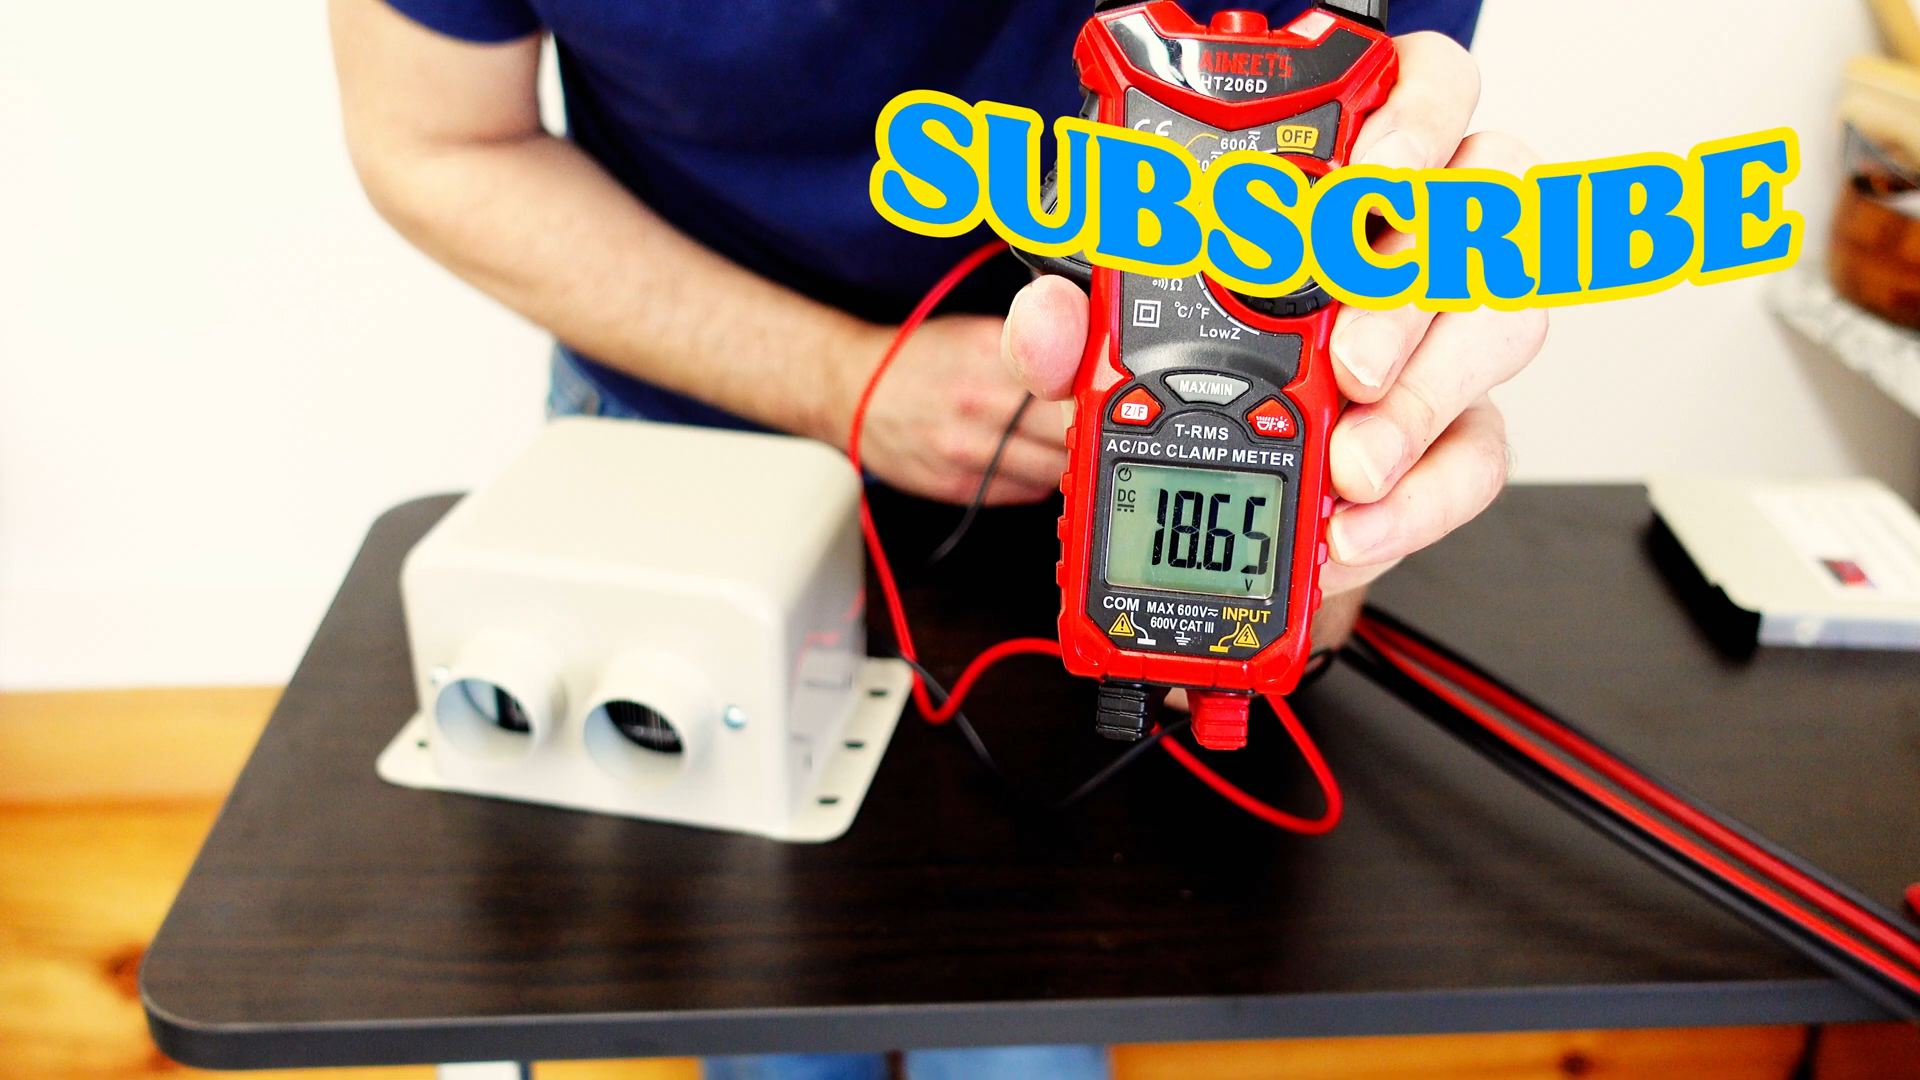 HT206D
SUBSCRIBE
CE
600A
OFF
Ω
°C/°F
LowZ
MAX/MIN
Z/F
T-RMS
AC/DC CLAMP METER
DC
18.65
V
COM MAX 600V INPUT
600V CAT III